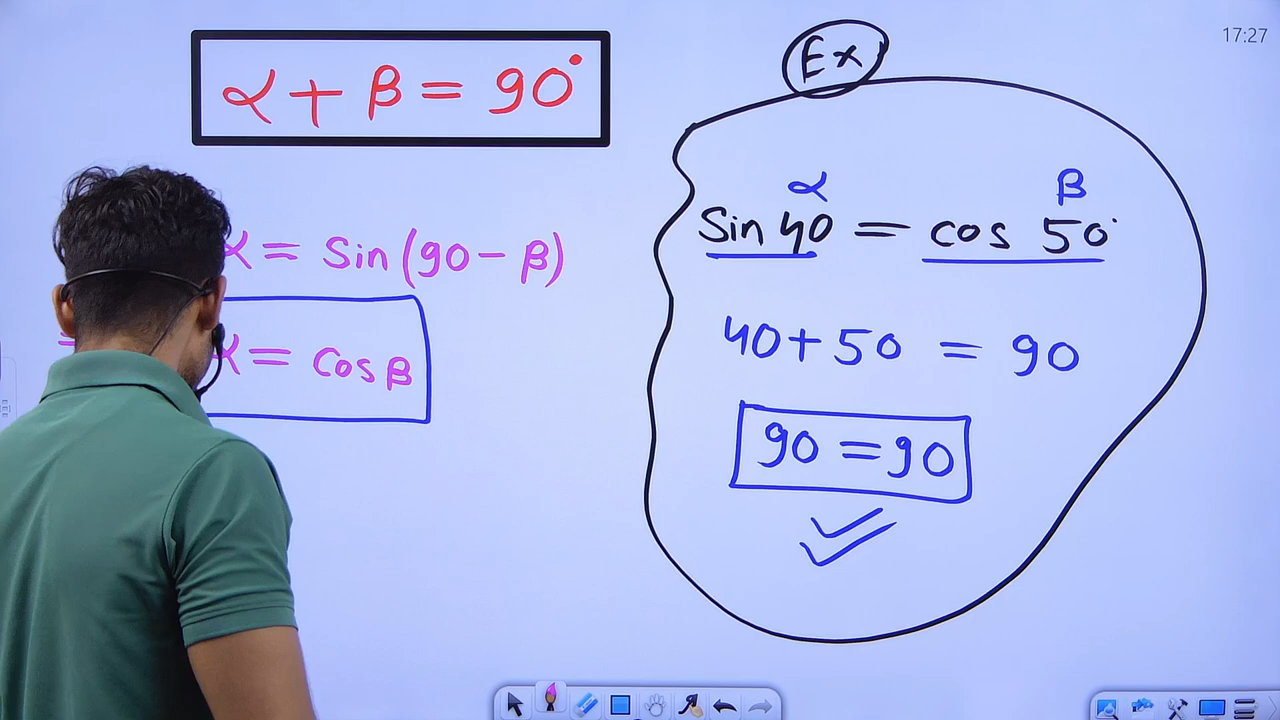 α + β = 90°
α = Sin (90 - β)
α = cos β
Ex
α β
Sin 40 = cos 50°
40 + 50 = 90
90 = 90
17:27